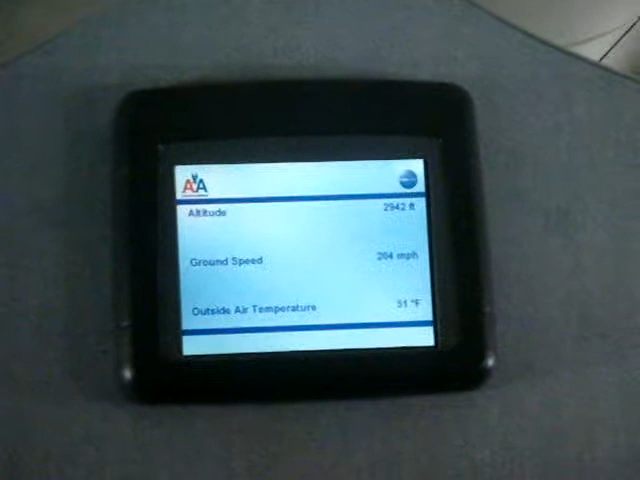 AA
Altitude 2942 ft
Ground Speed 204 mph
Outside Air Temperature 51 °F